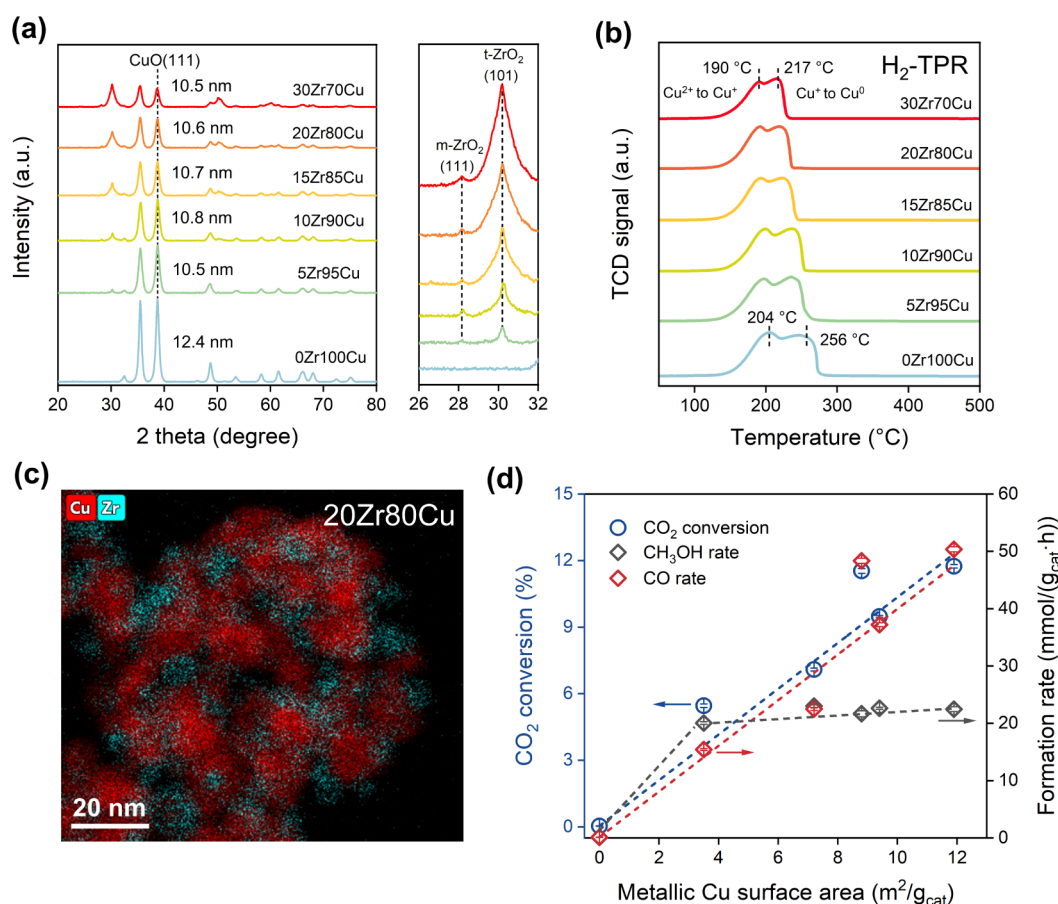 (a)
CuO(111)
10.5 nm
30Zr70Cu
10.6 nm
20Zr80Cu
10.7 nm
15Zr85Cu
10.8 nm
10Zr90Cu
10.5 nm
5Zr95Cu
12.4 nm
0Zr100Cu
20 30 40 50 60 70 80
2 theta (degree)
Intensity (a.u.)
t-ZrO₂
(101)
m-ZrO₂
(111)
26 28 30 32
(b)
H₂-TPR
190 °C
217 °C
Cu²⁺ to Cu⁺
Cu⁺ to Cu⁰
30Zr70Cu
20Zr80Cu
15Zr85Cu
10Zr90Cu
5Zr95Cu
204 °C
256 °C
0Zr100Cu
100 200 300 400 500
Temperature (°C)
TCD signal (a.u.)
(c)
Cu Zr
20Zr80Cu
20 nm
(d)
15
12
9
6
3
0
CO₂ conversion (%)
CO₂ conversion
CH₃OH rate
CO rate
60
50
40
30
20
10
0
Formation rate (mmol/(g_cat·h))
0 2 4 6 8 10 12
Metallic Cu surface area (m²/g_cat)